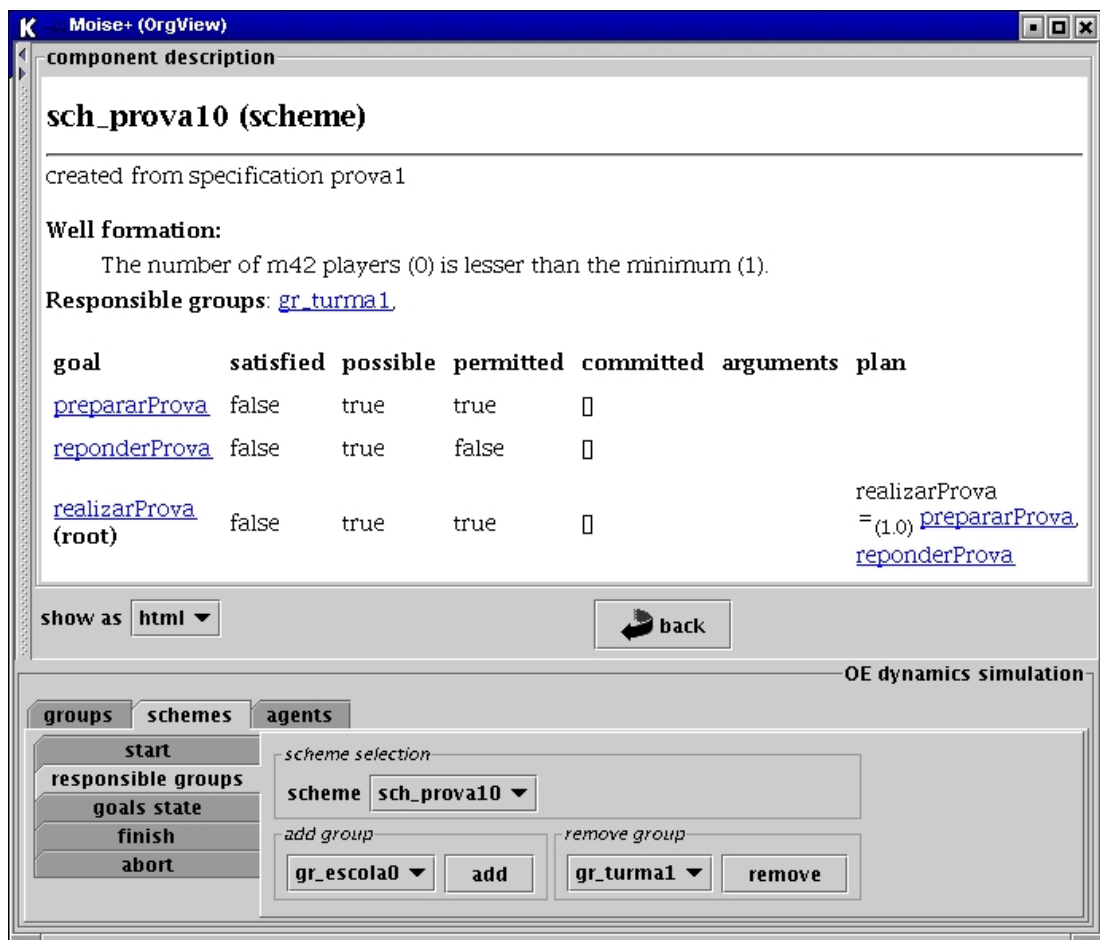 Moise+ (OrgView)
component description
sch_prova10 (scheme)
created from specification prova1
Well formation:
The number of m42 players (0) is lesser than the minimum (1).
Responsible groups: gr_turma1,
goal satisfied possible permitted committed arguments plan
prepararProva false true true []
reponderProva false true false []
realizarProva (root) false true true [] realizarProva =(1.0) prepararProva, reponderProva
show as html back
OE dynamics simulation
groups schemes agents
start
responsible groups
goals state
finish
abort
scheme selection
scheme sch_prova10
add group
gr_escola0 add
remove group
gr_turma1 remove